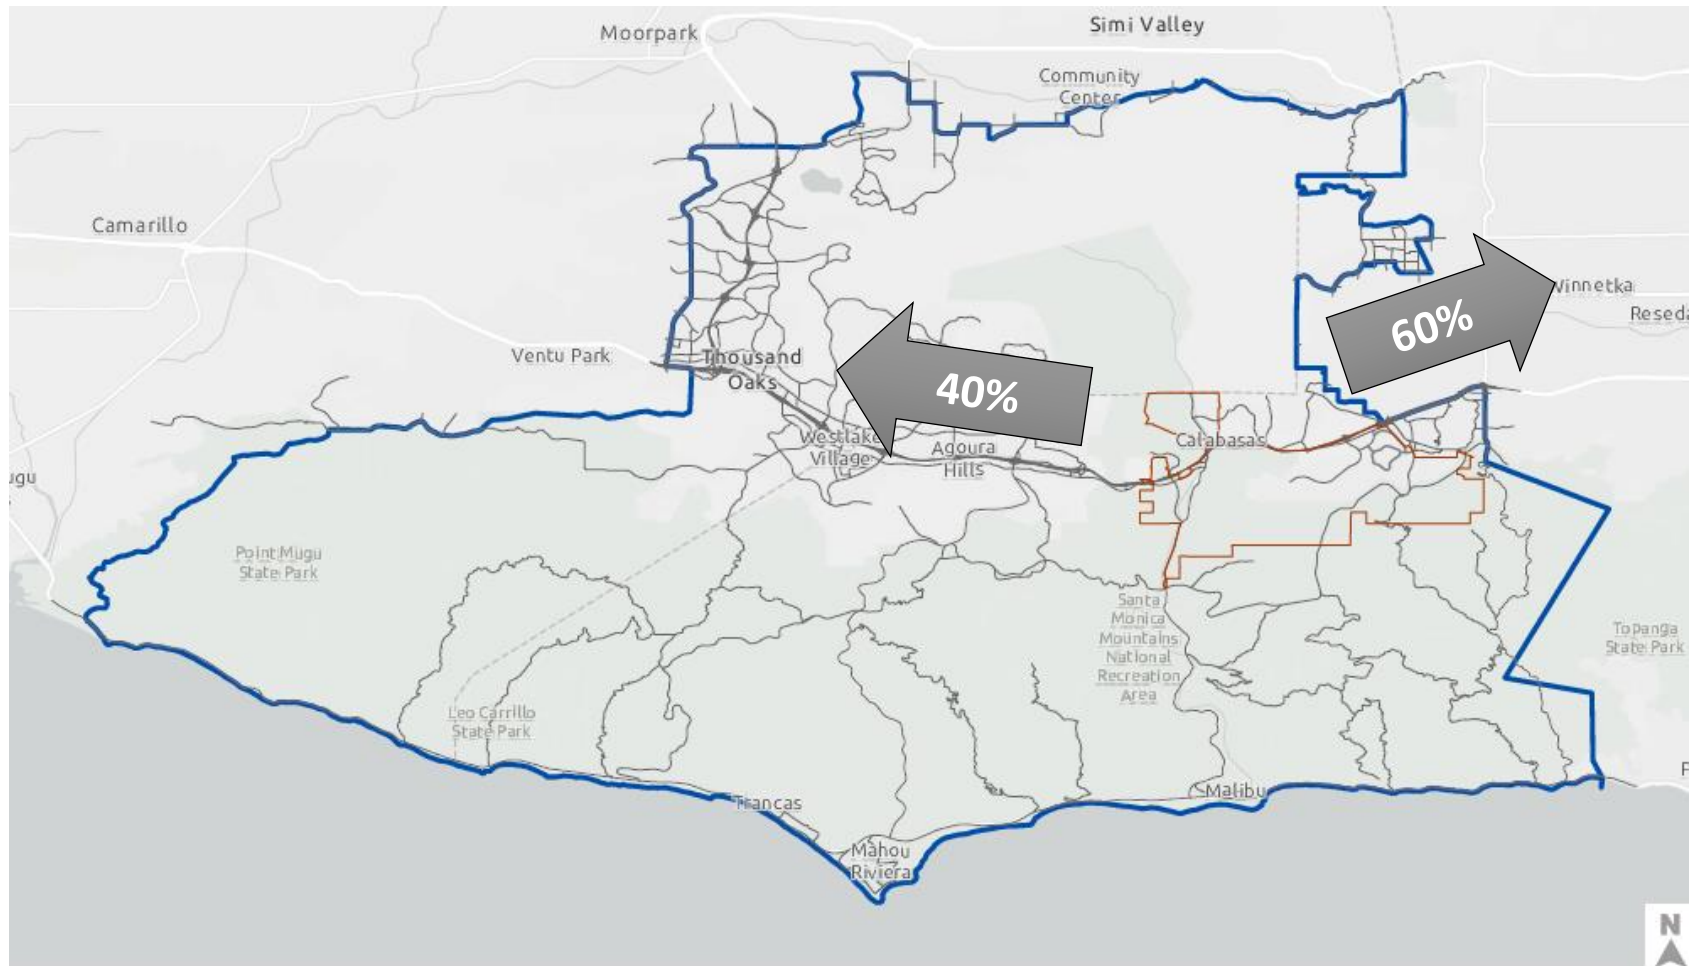 Simi Valley
Moorpark
Community
Center
Camarillo
Winnetka
Reseda
60%
Ventu Park
Thousand
Oaks
40%
Westlake
Village
Agoura
Hills
Calabasas
Point Mugu
State Park
Santa
Monica
Mountains
National
Recreation
Area
Topanga
State Park
Leo Carrillo
State Park
Trancas
Malibu
Mahou
Riviera
N